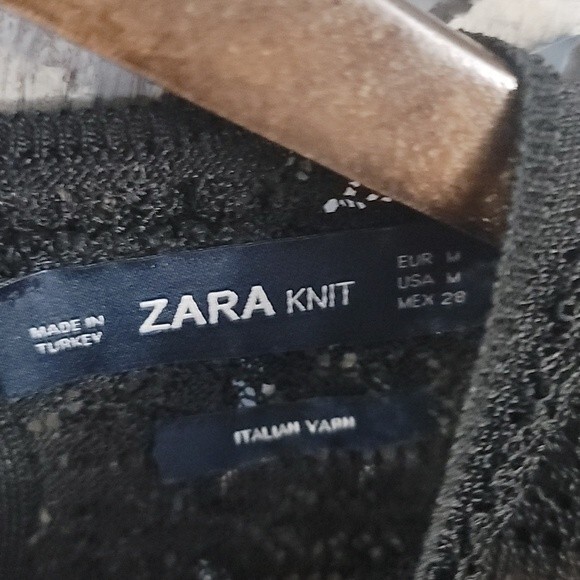 MADE IN
TURKEY
ZARA KNIT
EUR M
USA M
MEX 28
ITALIAN YARN